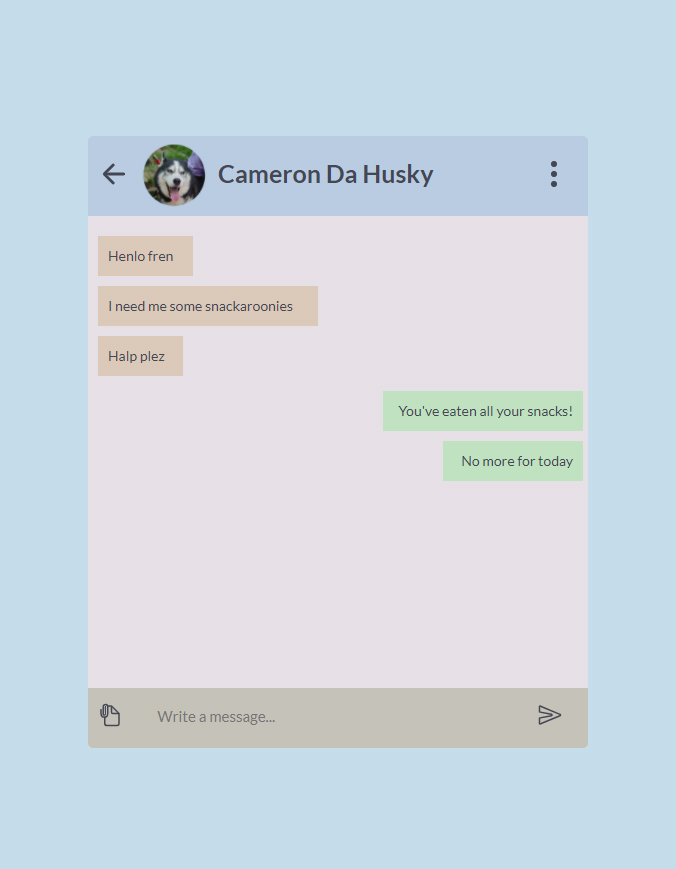 Cameron Da Husky
Henlo fren
I need me some snackaroonies
Halp plez
You've eaten all your snacks!
No more for today
Write a message...